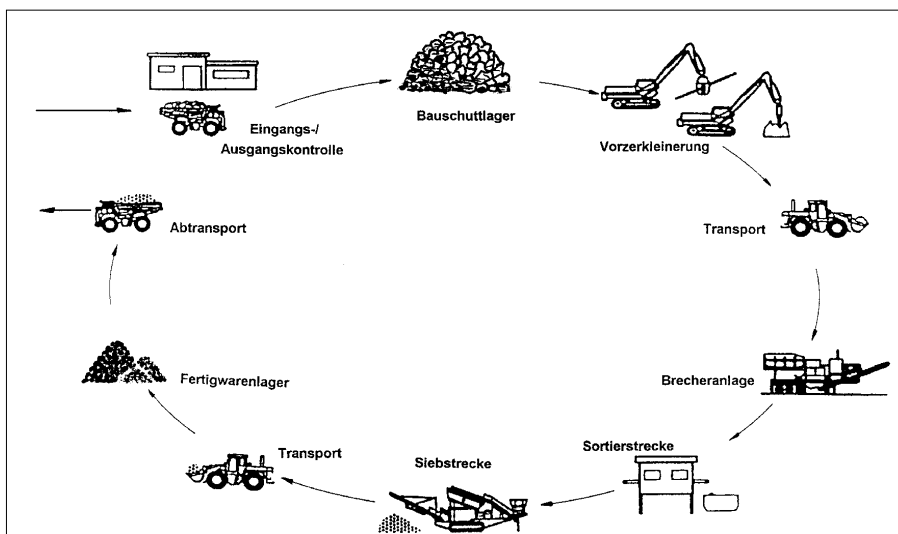 Eingangs-/
Ausgangskontrolle
Bauschuttlager
Vorzerkleinerung
Transport
Brecheranlage
Sortierstrecke
Siebstrecke
Transport
Fertigwarenlager
Abtransport